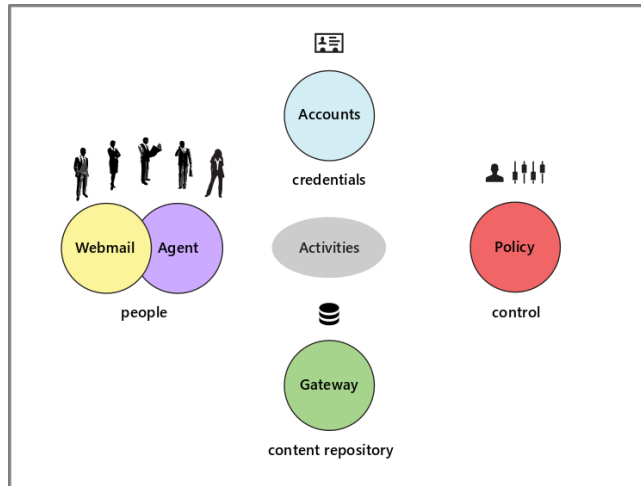 Accounts
credentials
Webmail
Agent
people
Activities
Policy
control
Gateway
content repository